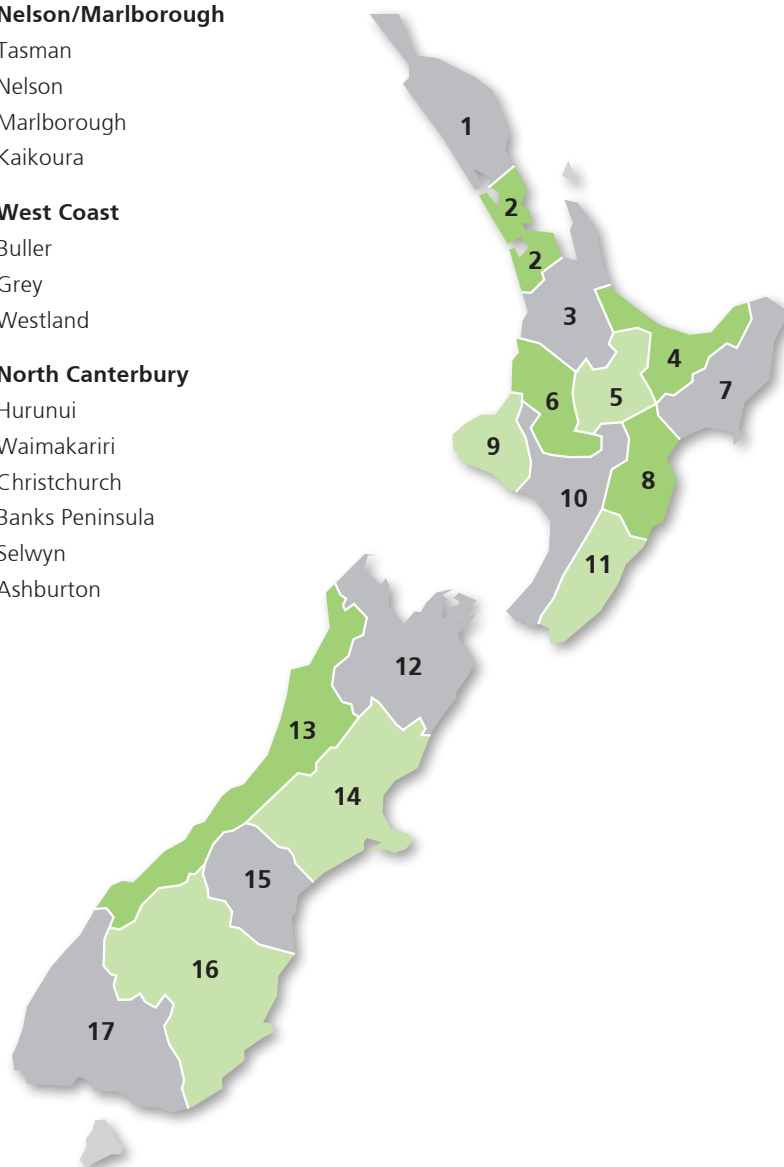 Nelson/Marlborough
Tasman
Nelson
Marlborough
Kaikoura
West Coast
Buller
Grey
Westland
North Canterbury
Hurunui
Waimakariri
Christchurch
Banks Peninsula
Selwyn
Ashburton
1
2
2
3
4
7
5
6
9
8
10
11
12
13
14
15
16
17